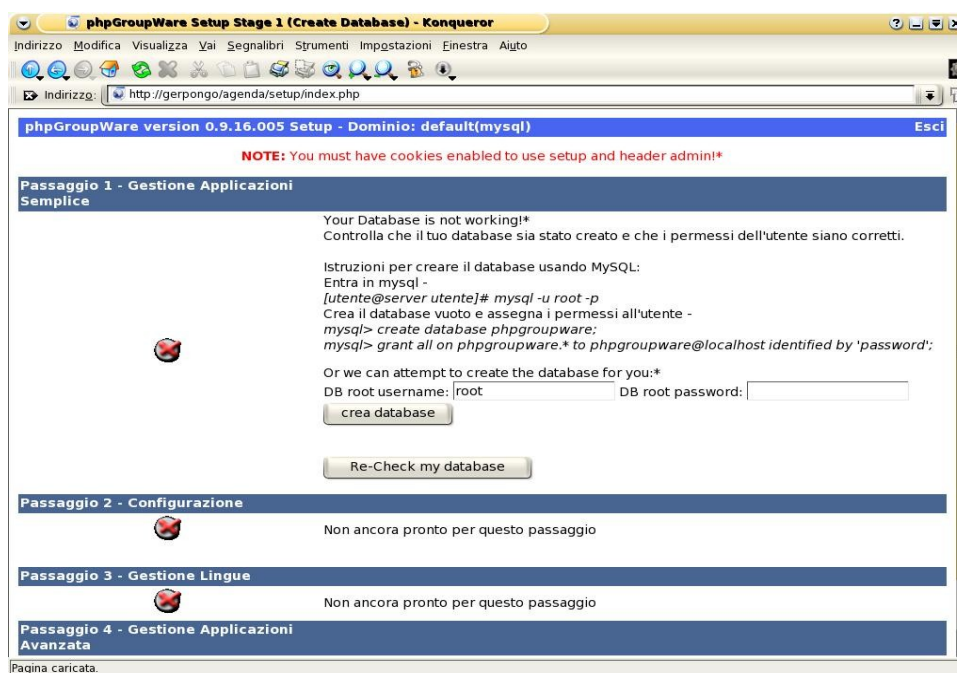 phpGroupWare Setup Stage 1 (Create Database) - Konqueror
Indirizzo Modifica Visualizza Vai Segnalibri Strumenti Impostazioni Finestra Aiuto
Indirizzo: http://gerpongo/agenda/setup/index.php
phpGroupWare version 0.9.16.005 Setup - Dominio: default(mysql) Esci
NOTE: You must have cookies enabled to use setup and header admin!*
Passaggio 1 - Gestione Applicazioni
Semplice
Your Database is not working!*
Controlla che il tuo database sia stato creato e che i permessi dell'utente siano corretti.
Istruzioni per creare il database usando MySQL:
Entra in mysql -
[utente@server utente]# mysql -u root -p
Crea il database vuoto e assegna i permessi all'utente -
mysql> create database phpgroupware;
mysql> grant all on phpgroupware.* to phpgroupware@localhost identified by 'password';
Or we can attempt to create the database for you:*
DB root username: root DB root password:
crea database
Re-Check my database
Passaggio 2 - Configurazione
Non ancora pronto per questo passaggio
Passaggio 3 - Gestione Lingue
Non ancora pronto per questo passaggio
Passaggio 4 - Gestione Applicazioni
Avanzata
Pagina caricata.